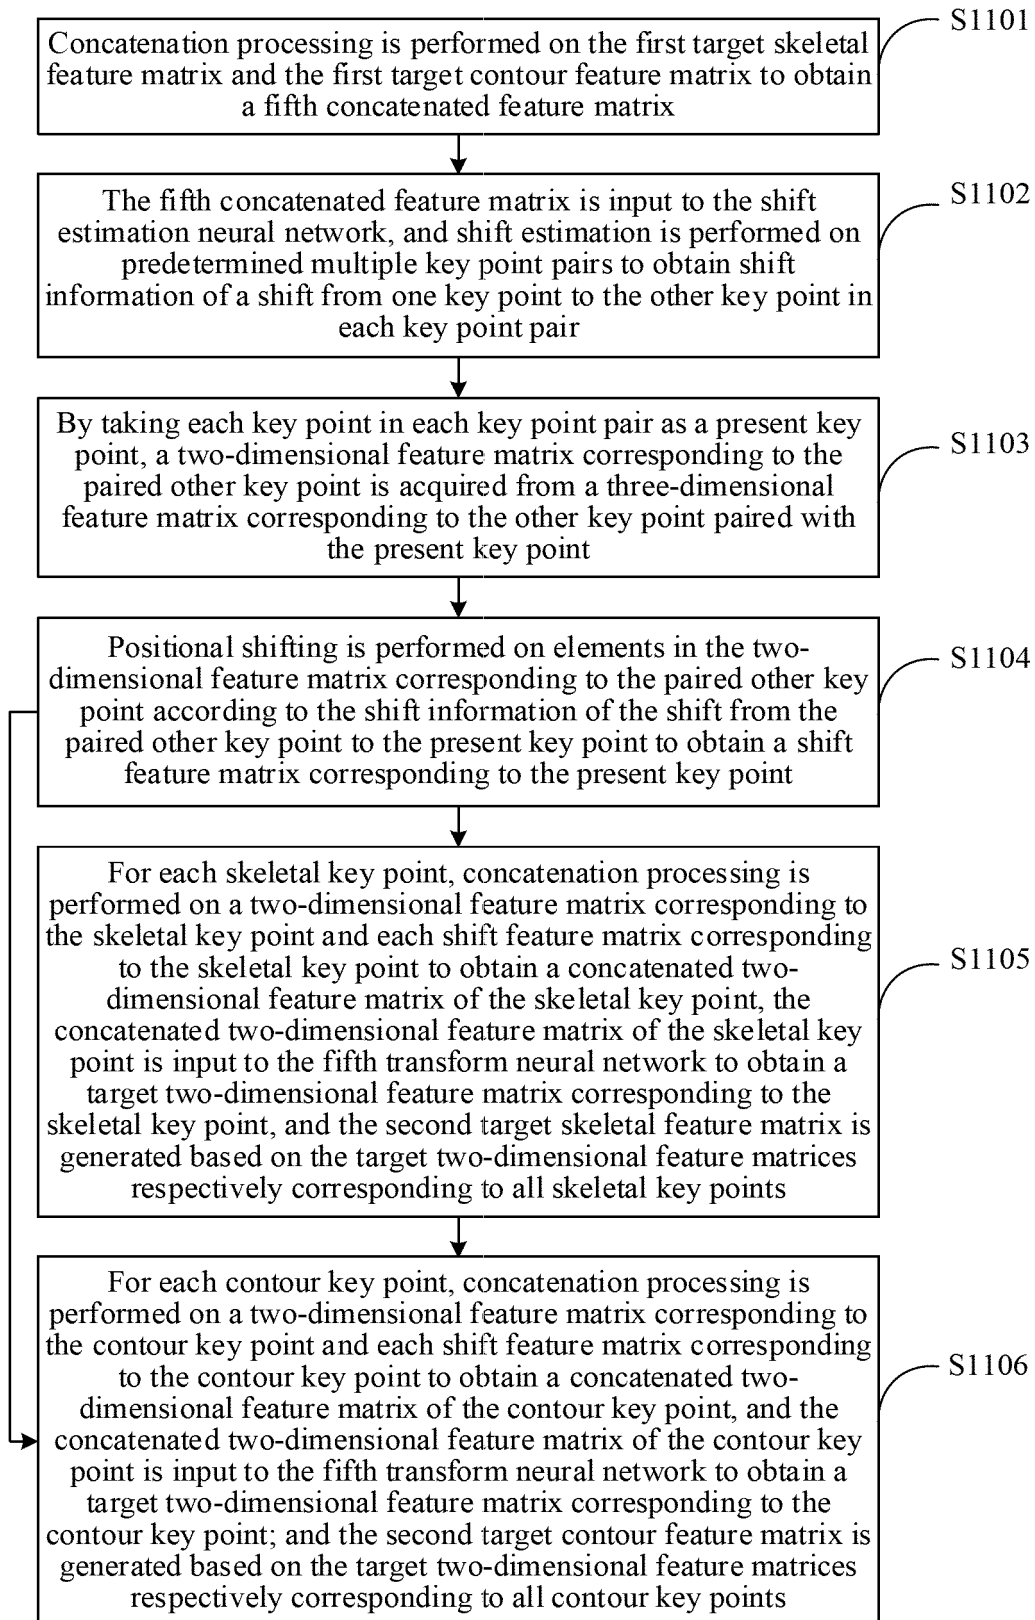 S1101
Concatenation processing is performed on the first target skeletal
feature matrix and the first target contour feature matrix to obtain
a fifth concatenated feature matrix
S1102
The fifth concatenated feature matrix is input to the shift
estimation neural network, and shift estimation is performed on
predetermined multiple key point pairs to obtain shift
information of a shift from one key point to the other key point in
each key point pair
S1103
By taking each key point in each key point pair as a present key
point, a two-dimensional feature matrix corresponding to the
paired other key point is acquired from a three-dimensional
feature matrix corresponding to the other key point paired with
the present key point
S1104
Positional shifting is performed on elements in the two-
dimensional feature matrix corresponding to the paired other key
point according to the shift information of the shift from the
paired other key point to the present key point to obtain a shift
feature matrix corresponding to the present key point
S1105
For each skeletal key point, concatenation processing is
performed on a two-dimensional feature matrix corresponding to
the skeletal key point and each shift feature matrix corresponding
to the skeletal key point to obtain a concatenated two-
dimensional feature matrix of the skeletal key point, the
concatenated two-dimensional feature matrix of the skeletal key
point is input to the fifth transform neural network to obtain a
target two-dimensional feature matrix corresponding to the
skeletal key point, and the second target skeletal feature matrix is
generated based on the target two-dimensional feature matrices
respectively corresponding to all skeletal key points
S1106
For each contour key point, concatenation processing is
performed on a two-dimensional feature matrix corresponding to
the contour key point and each shift feature matrix corresponding
to the contour key point to obtain a concatenated two-
dimensional feature matrix of the contour key point, and the
concatenated two-dimensional feature matrix of the contour key
point is input to the fifth transform neural network to obtain a
target two-dimensional feature matrix corresponding to the
contour key point; and the second target contour feature matrix is
generated based on the target two-dimensional feature matrices
respectively corresponding to all contour key points